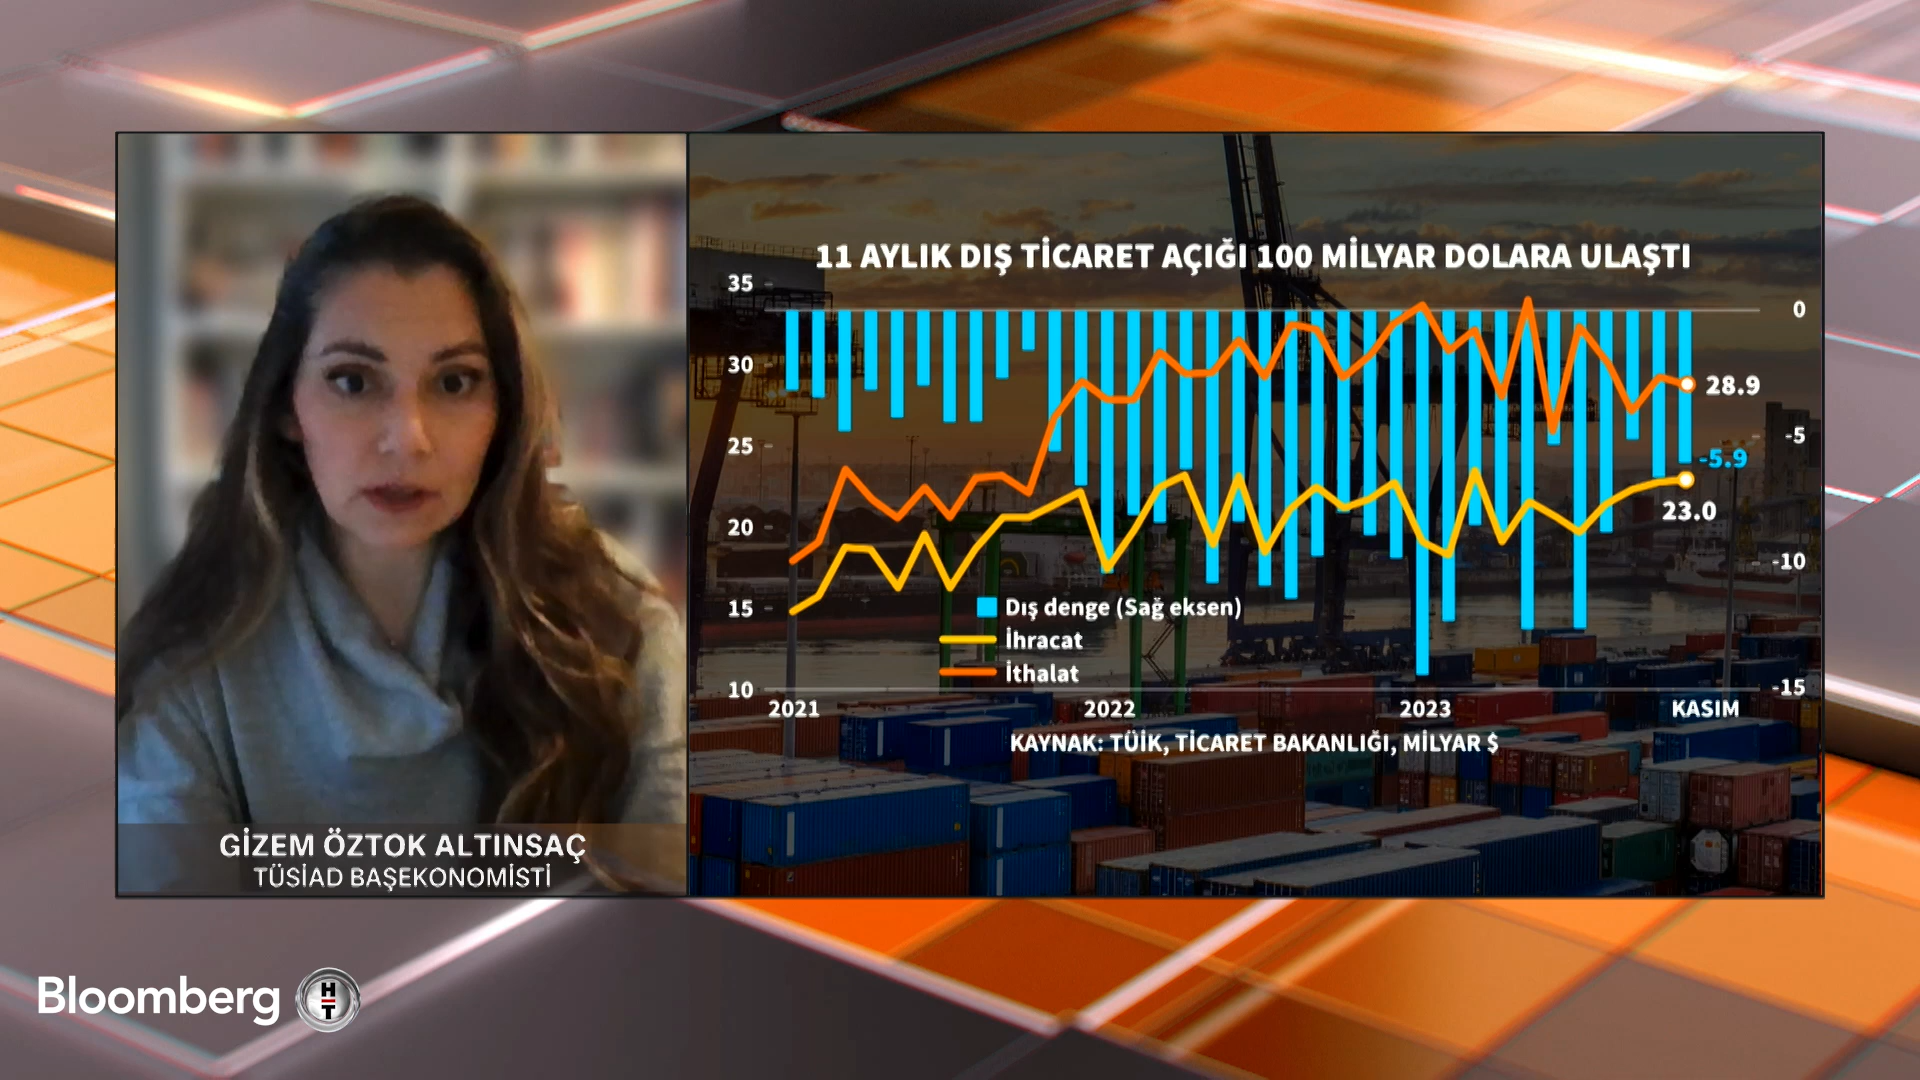 11 AYLIK DIŞ TİCARET AÇIĞI 100 MİLYAR DOLARA ULAŞTI
35
30
25
20
15
10
0
-5
-10
-15
28.9
-5.9
23.0
Dış denge (Sağ eksen)
İhracat
İthalat
2021 2022 2023 KASIM
KAYNAK: TÜİK, TİCARET BAKANLIĞI, MİLYAR $
GİZEM ÖZTOK ALTINSAÇ
TÜSİAD BAŞEKONOMİSTİ
Bloomberg HT